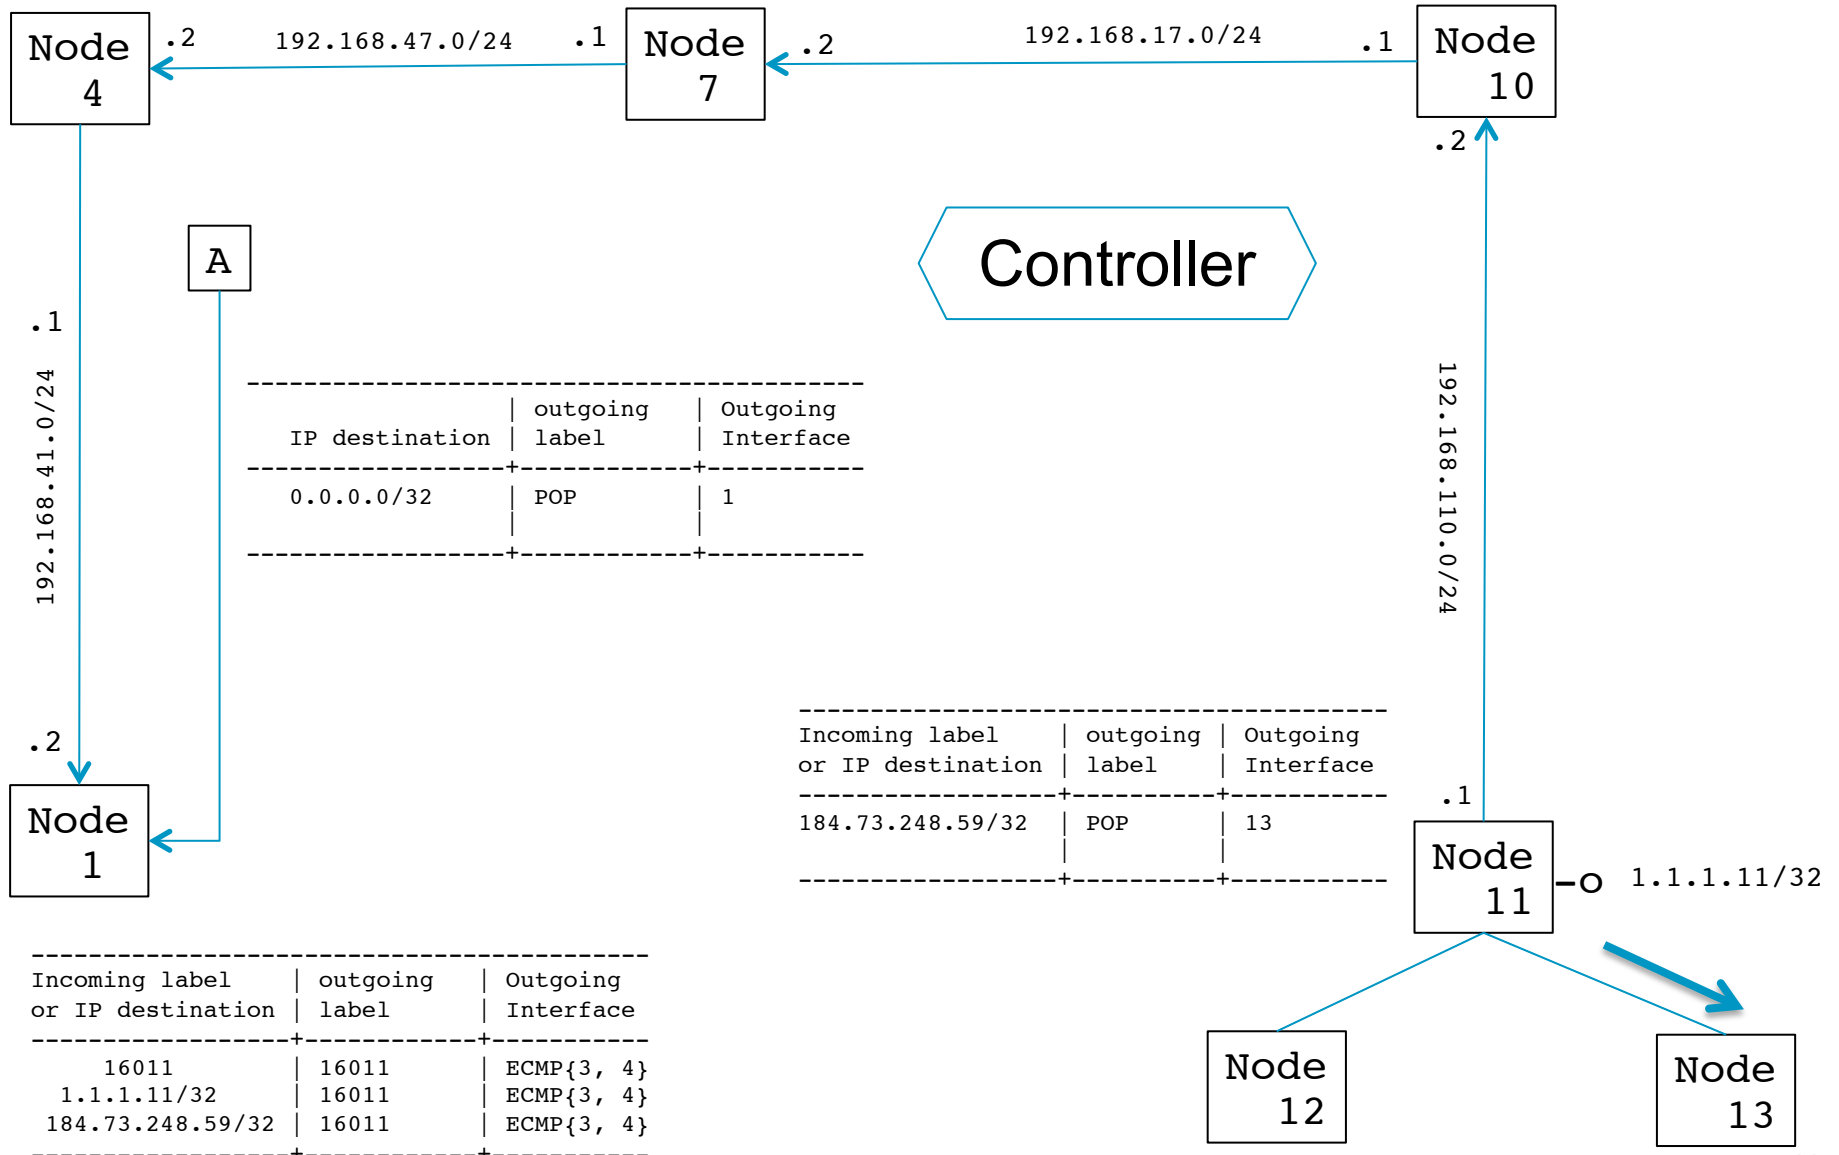 Node
4
.2
192.168.47.0/24
.1
Node
7
.2
192.168.17.0/24
.1
Node
10
.2
A
Controller
.1
192.168.41.0/24
.2
192.168.110.0/24
.1
------------------------------------------
| outgoing | Outgoing
IP destination | label | Interface
------------------+------------+-----------
0.0.0.0/32 | POP | 1
| |
------------------+------------+-----------
-----------------------------------------
Incoming label | outgoing | Outgoing
or IP destination | label | Interface
------------------+----------+-----------
184.73.248.59/32 | POP | 13
| |
------------------+----------+-----------
Node
1
Node
11
-o 1.1.1.11/32
-------------------------------------------
Incoming label | outgoing | Outgoing
or IP destination | label | Interface
------------------+------------+-----------
16011 | 16011 | ECMP{3, 4}
1.1.1.11/32 | 16011 | ECMP{3, 4}
184.73.248.59/32 | 16011 | ECMP{3, 4}
------------------+------------+-----------
Node
12
Node
13